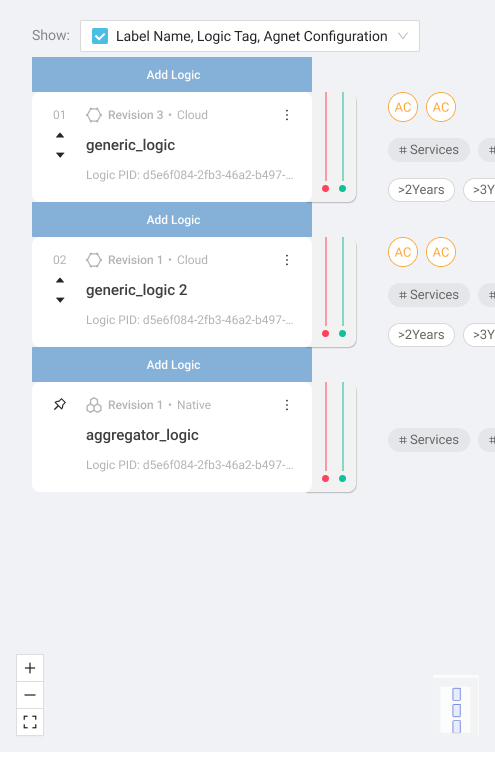 Show: Label Name, Logic Tag, Agnet Configuration
Add Logic
01 Revision 3 • Cloud
generic_logic
Logic PID: d5e6f084-2fb3-46a2-b497-...
AC AC
# Services #
>2Years >3Y
Add Logic
02 Revision 1 • Cloud
generic_logic 2
Logic PID: d5e6f084-2fb3-46a2-b497-...
AC AC
# Services #
>2Years >3Y
Add Logic
Revision 1 • Native
aggregator_logic
Logic PID: d5e6f084-2fb3-46a2-b497-...
# Services #